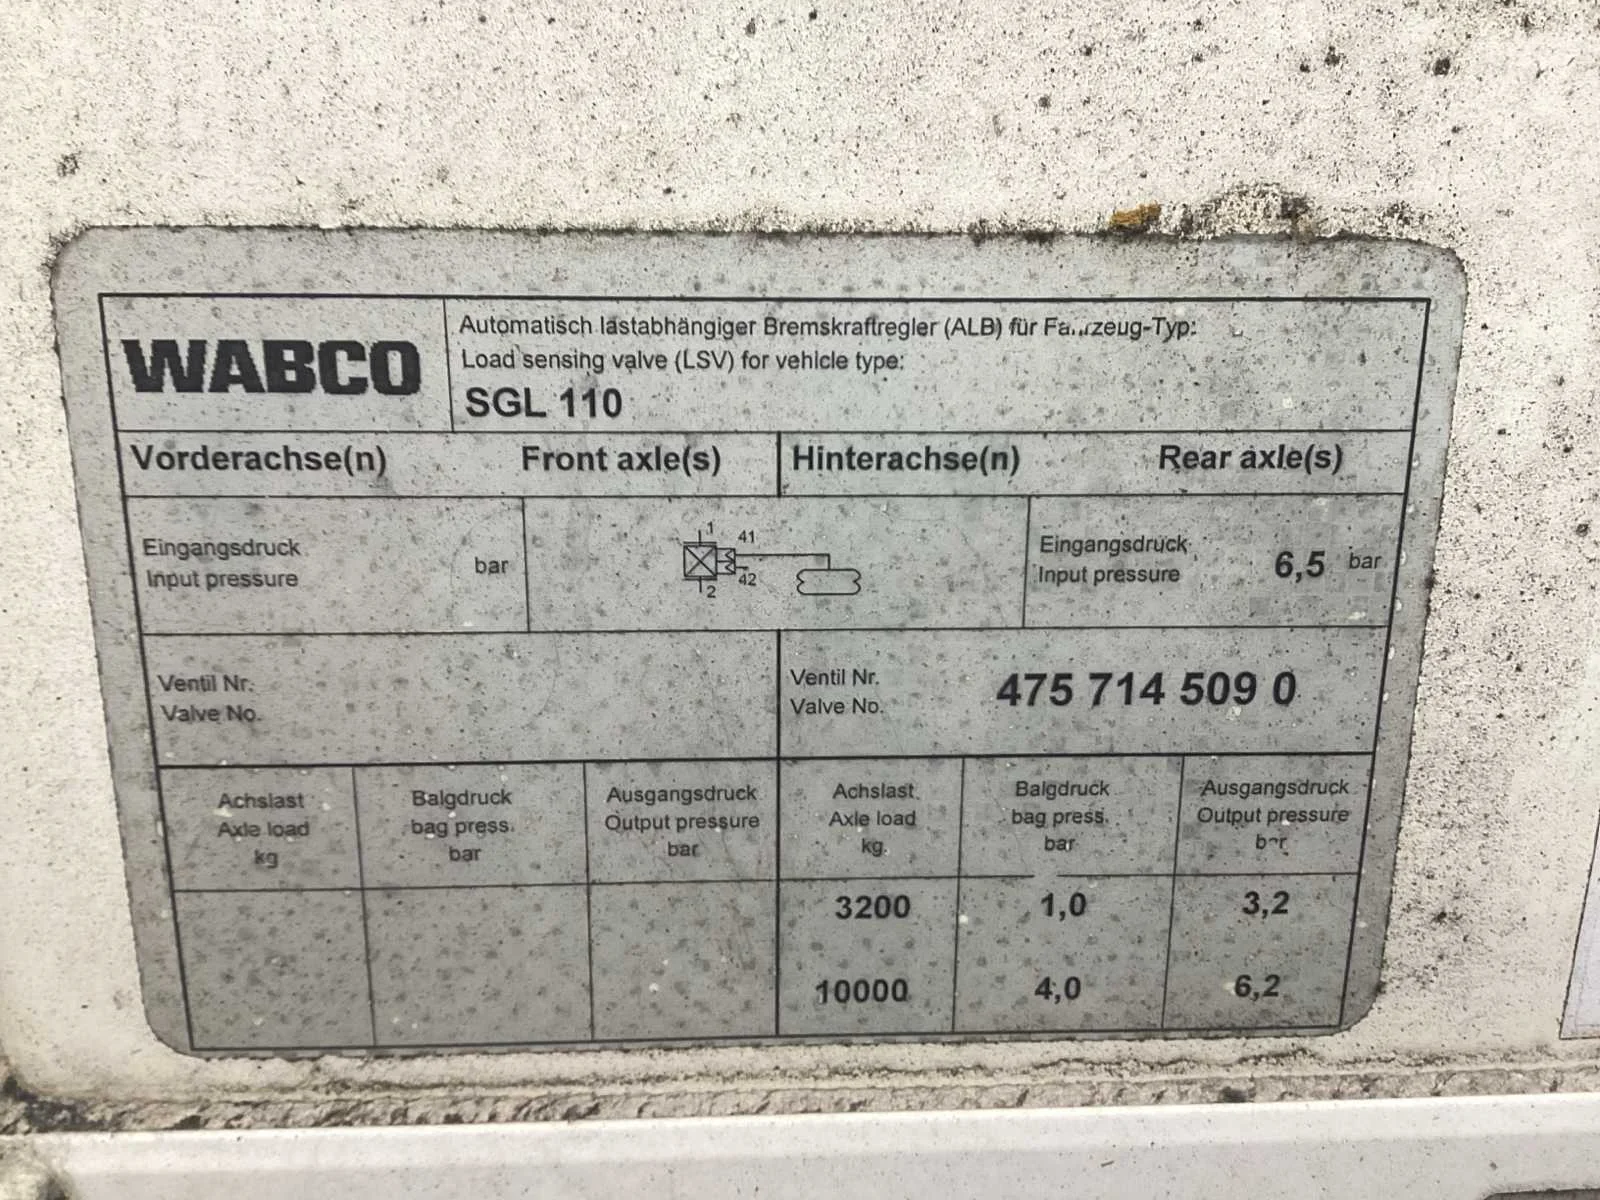 WABCO
Automatisch lastabhängiger Bremskraftregler (ALB) für Fahrzeug-Typ:
Load sensing valve (LSV) for vehicle type:
SGL 110
Vorderachse(n) Front axle(s) Hinterachse(n) Rear axle(s)
Eingangsdruck
Input pressure
bar
1
41
42
2
Eingangsdruck
Input pressure
6,5 bar
Ventil Nr.
Valve No.
Ventil Nr.
Valve No.
475 714 509 0
Achslast
Axle load
kg
Balgdruck
bag press.
bar
Ausgangsdruck
Output pressure
bar
Achslast
Axle load
kg
Balgdruck
bag press.
bar
Ausgangsdruck
Output pressure
bar
3200 1,0 3,2
10000 4,0 6,2